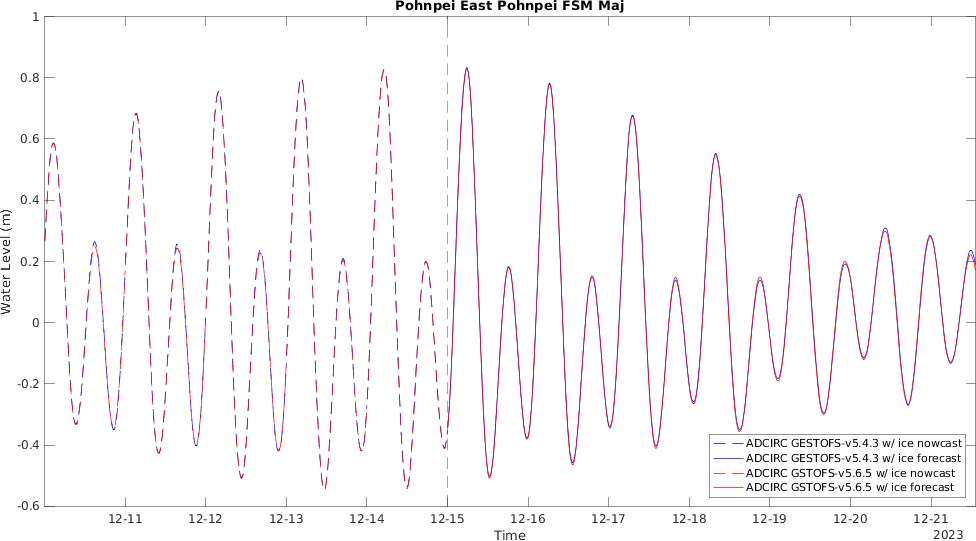 Pohnpei East Pohnpei FSM Maj
Water Level (m)
1
0.8
0.6
0.4
0.2
0
-0.2
-0.4
-0.6
ADCIRC GESTOFS-v5.4.3 w/ ice nowcast
ADCIRC GESTOFS-v5.4.3 w/ ice forecast
ADCIRC GSTOFS-v5.6.5 w/ ice nowcast
ADCIRC GSTOFS-v5.6.5 w/ ice forecast
12-11 12-12 12-13 12-14 12-15 12-16 12-17 12-18 12-19 12-20 12-21
Time
2023